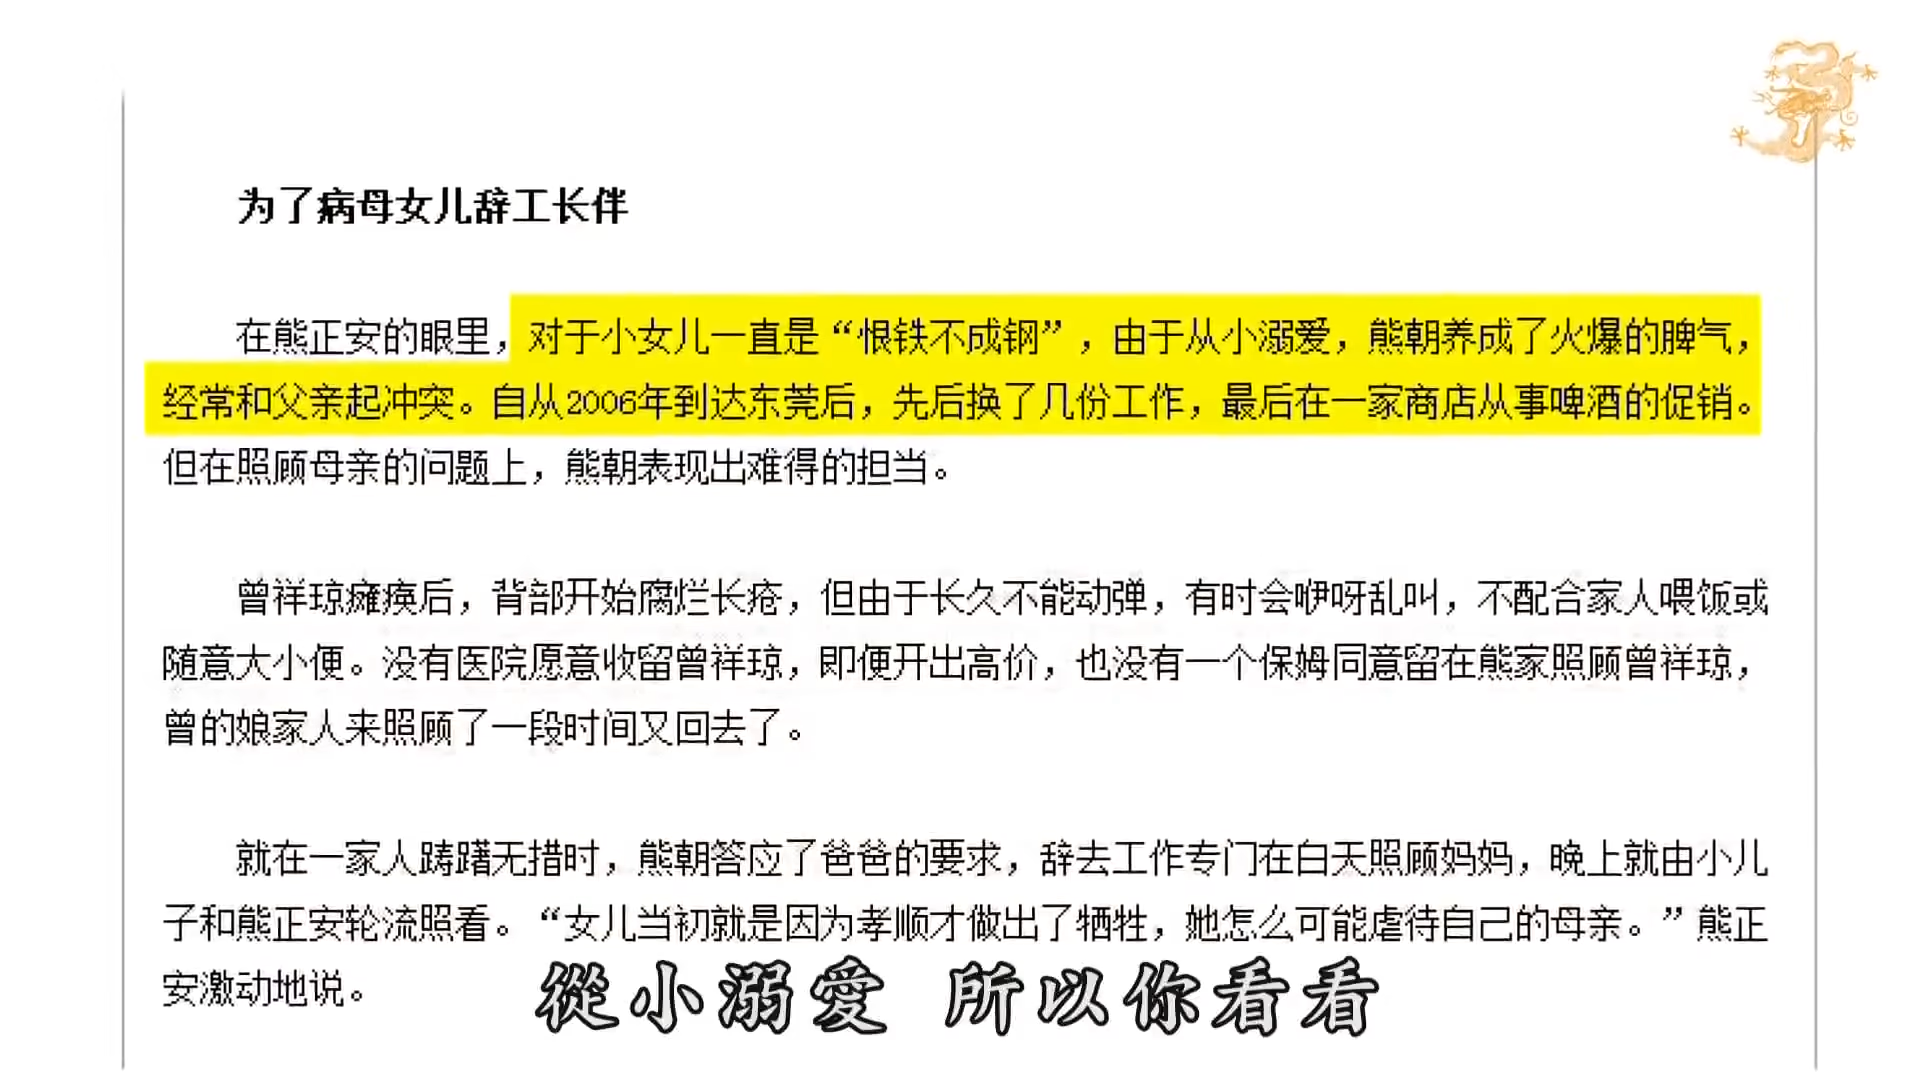 为了病母女儿辞工长伴
在熊正安的眼里，对于小女儿一直是“恨铁不成钢”，由于从小溺爱，熊朝养成了火爆的脾气，
经常和父亲起冲突。自从2006年到达东莞后，先后换了几份工作，最后在一家商店从事啤酒的促销。
但在照顾母亲的问题上，熊朝表现出难得的担当。
曾祥琼瘫痪后，背部开始腐烂长疮，但由于长久不能动弹，有时会咿呀乱叫，不配合家人喂饭或
随意大小便。没有医院愿意收留曾祥琼，即便开出高价，也没有一个保姆同意留在熊家照顾曾祥琼，
曾的娘家人来照顾了一段时间又回去了。
就在一家人踌躇无措时，熊朝答应了爸爸的要求，辞去工作专门在白天照顾妈妈，晚上就由小儿
子和熊正安轮流照看。“女儿当初就是因为孝顺才做出了牺牲，她怎么可能虐待自己的母亲。”熊正
安激动地说。
從小溺愛 所以你看看